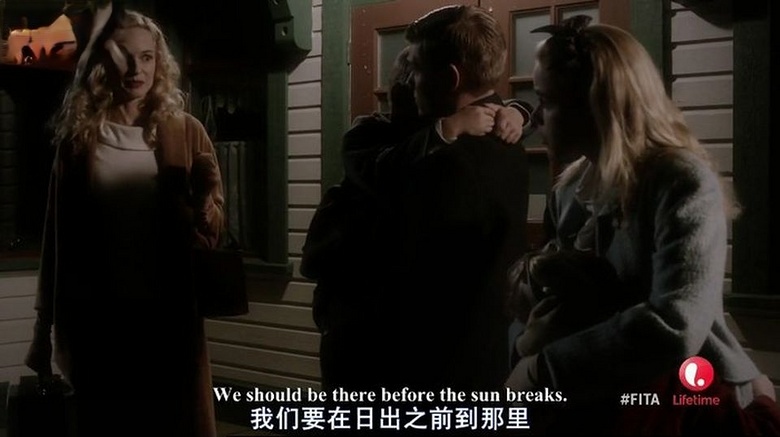 We should be there before the sun breaks.
我们要在日出之前到那里
#FITA
Lifetime